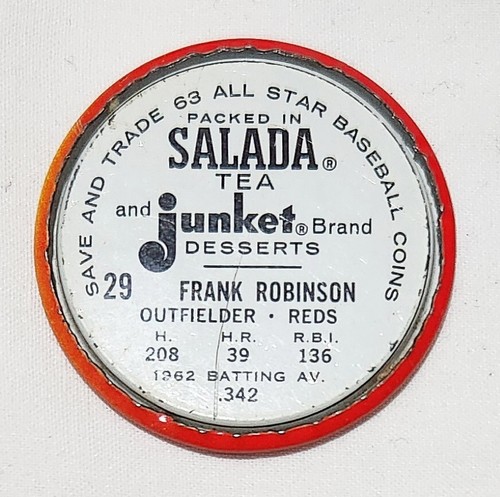 SAVE AND TRADE 63 ALL STAR BASEBALL COINS
PACKED IN
SALADA®
TEA
and junket® Brand
DESSERTS
29 FRANK ROBINSON
OUTFIELDER · REDS
H. H.R. R.B.I.
208 39 136
1962 BATTING AV.
.342